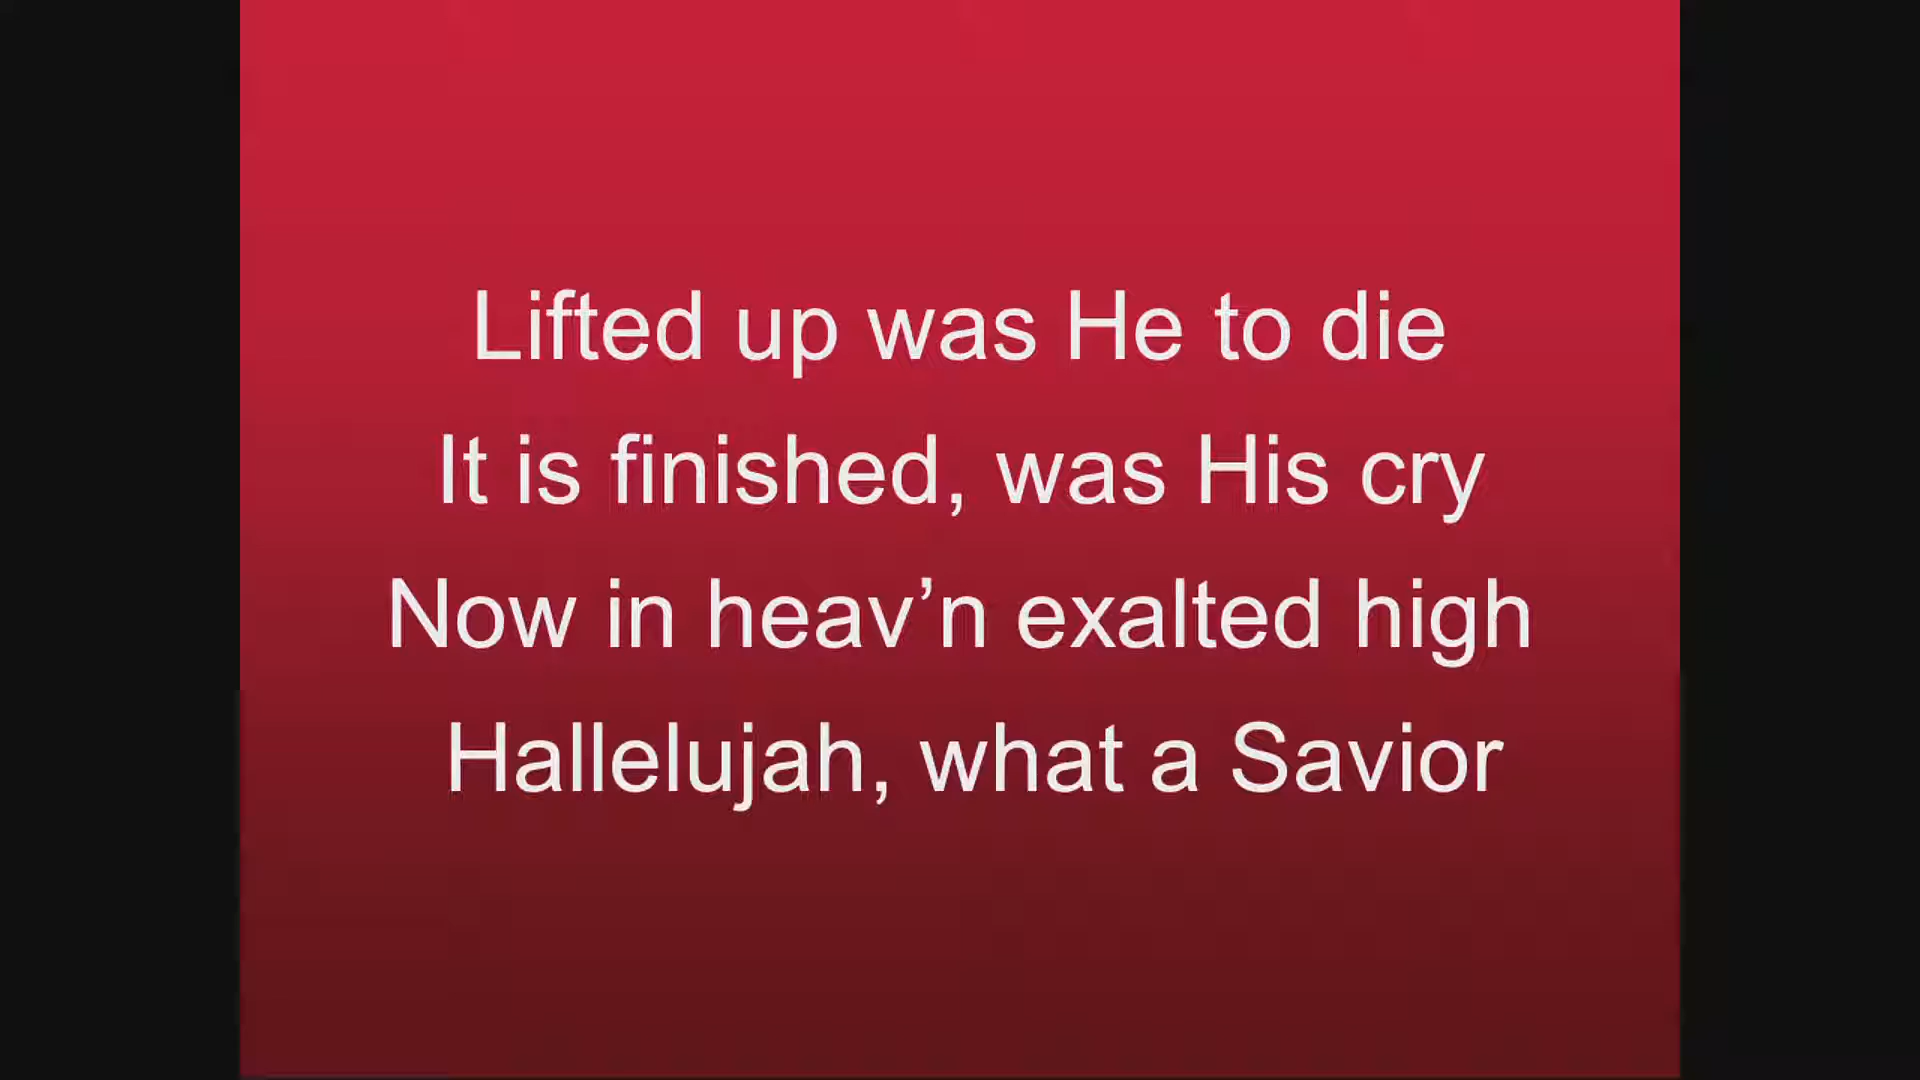 Lifted up was He to die
It is finished, was His cry
Now in heav’n exalted high
Hallelujah, what a Savior